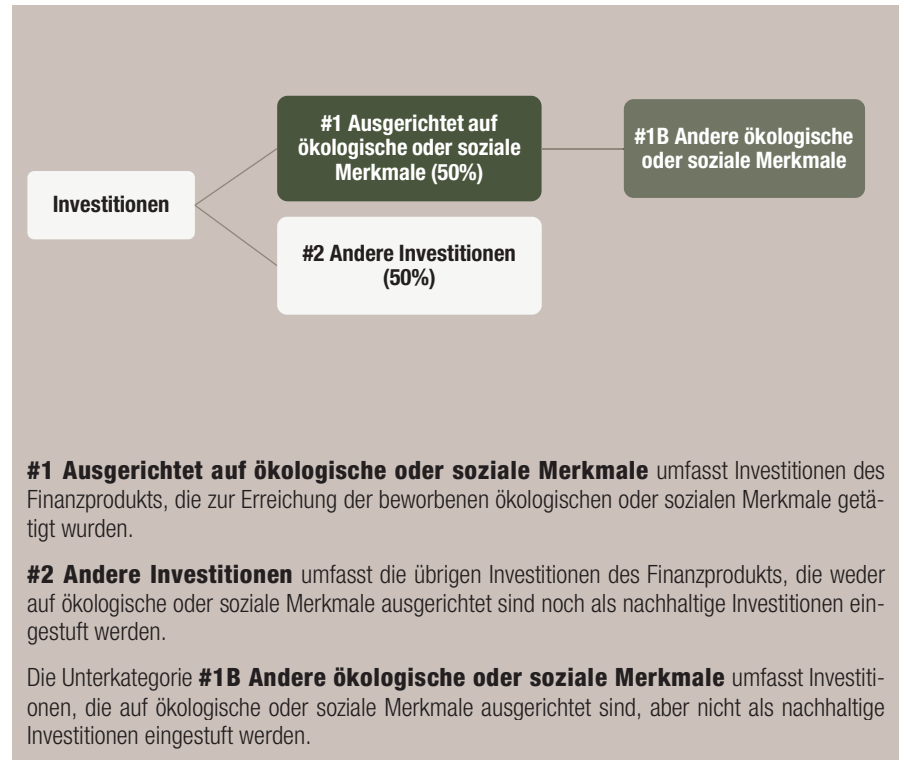 #1 Ausgerichtet auf
ökologische oder soziale
Merkmale (50%)
#1B Andere ökologische
oder soziale Merkmale
Investitionen
#2 Andere Investitionen
(50%)
#1 Ausgerichtet auf ökologische oder soziale Merkmale umfasst Investitionen des
Finanzprodukts, die zur Erreichung der beworbenen ökologischen oder sozialen Merkmale getä-
tigt wurden.
#2 Andere Investitionen umfasst die übrigen Investitionen des Finanzprodukts, die weder
auf ökologische oder soziale Merkmale ausgerichtet sind noch als nachhaltige Investitionen ein-
gestuft werden.
Die Unterkategorie #1B Andere ökologische oder soziale Merkmale umfasst Investiti-
onen, die auf ökologische oder soziale Merkmale ausgerichtet sind, aber nicht als nachhaltige
Investitionen eingestuft werden.